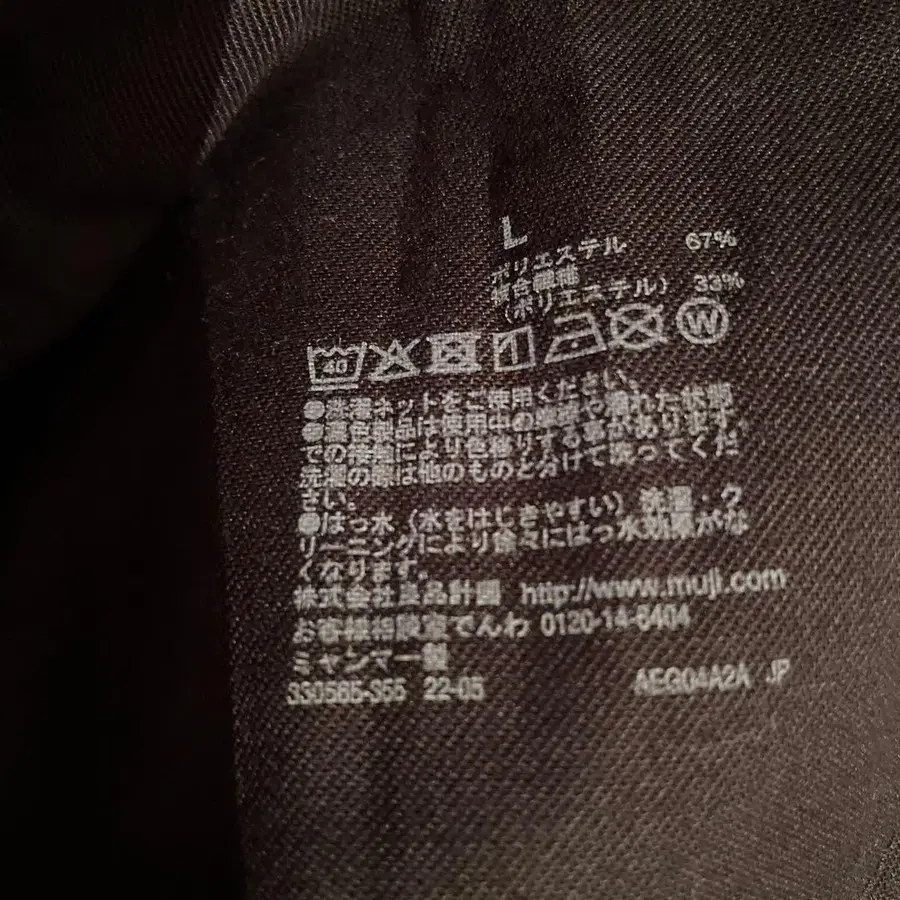 L
ポリエステル 67%
複合繊維
(ポリエステル) 33%
40 W
●洗濯ネットをご使用ください。
●濃色製品は使用中の摩擦や濡れた状態
での接触により色移りする事があります。
洗濯の際は他のものと分けて洗ってくだ
さい。
●はっ水(水をはじきやすい) 洗濯・ク
リーニングにより徐々にはっ水効果がな
くなります。
株式会社良品計画 http://www.muji.com
お客様相談室でんわ 0120-14-6404
ミャンマー製
330565-S55 22-05 AEG04A2A JP